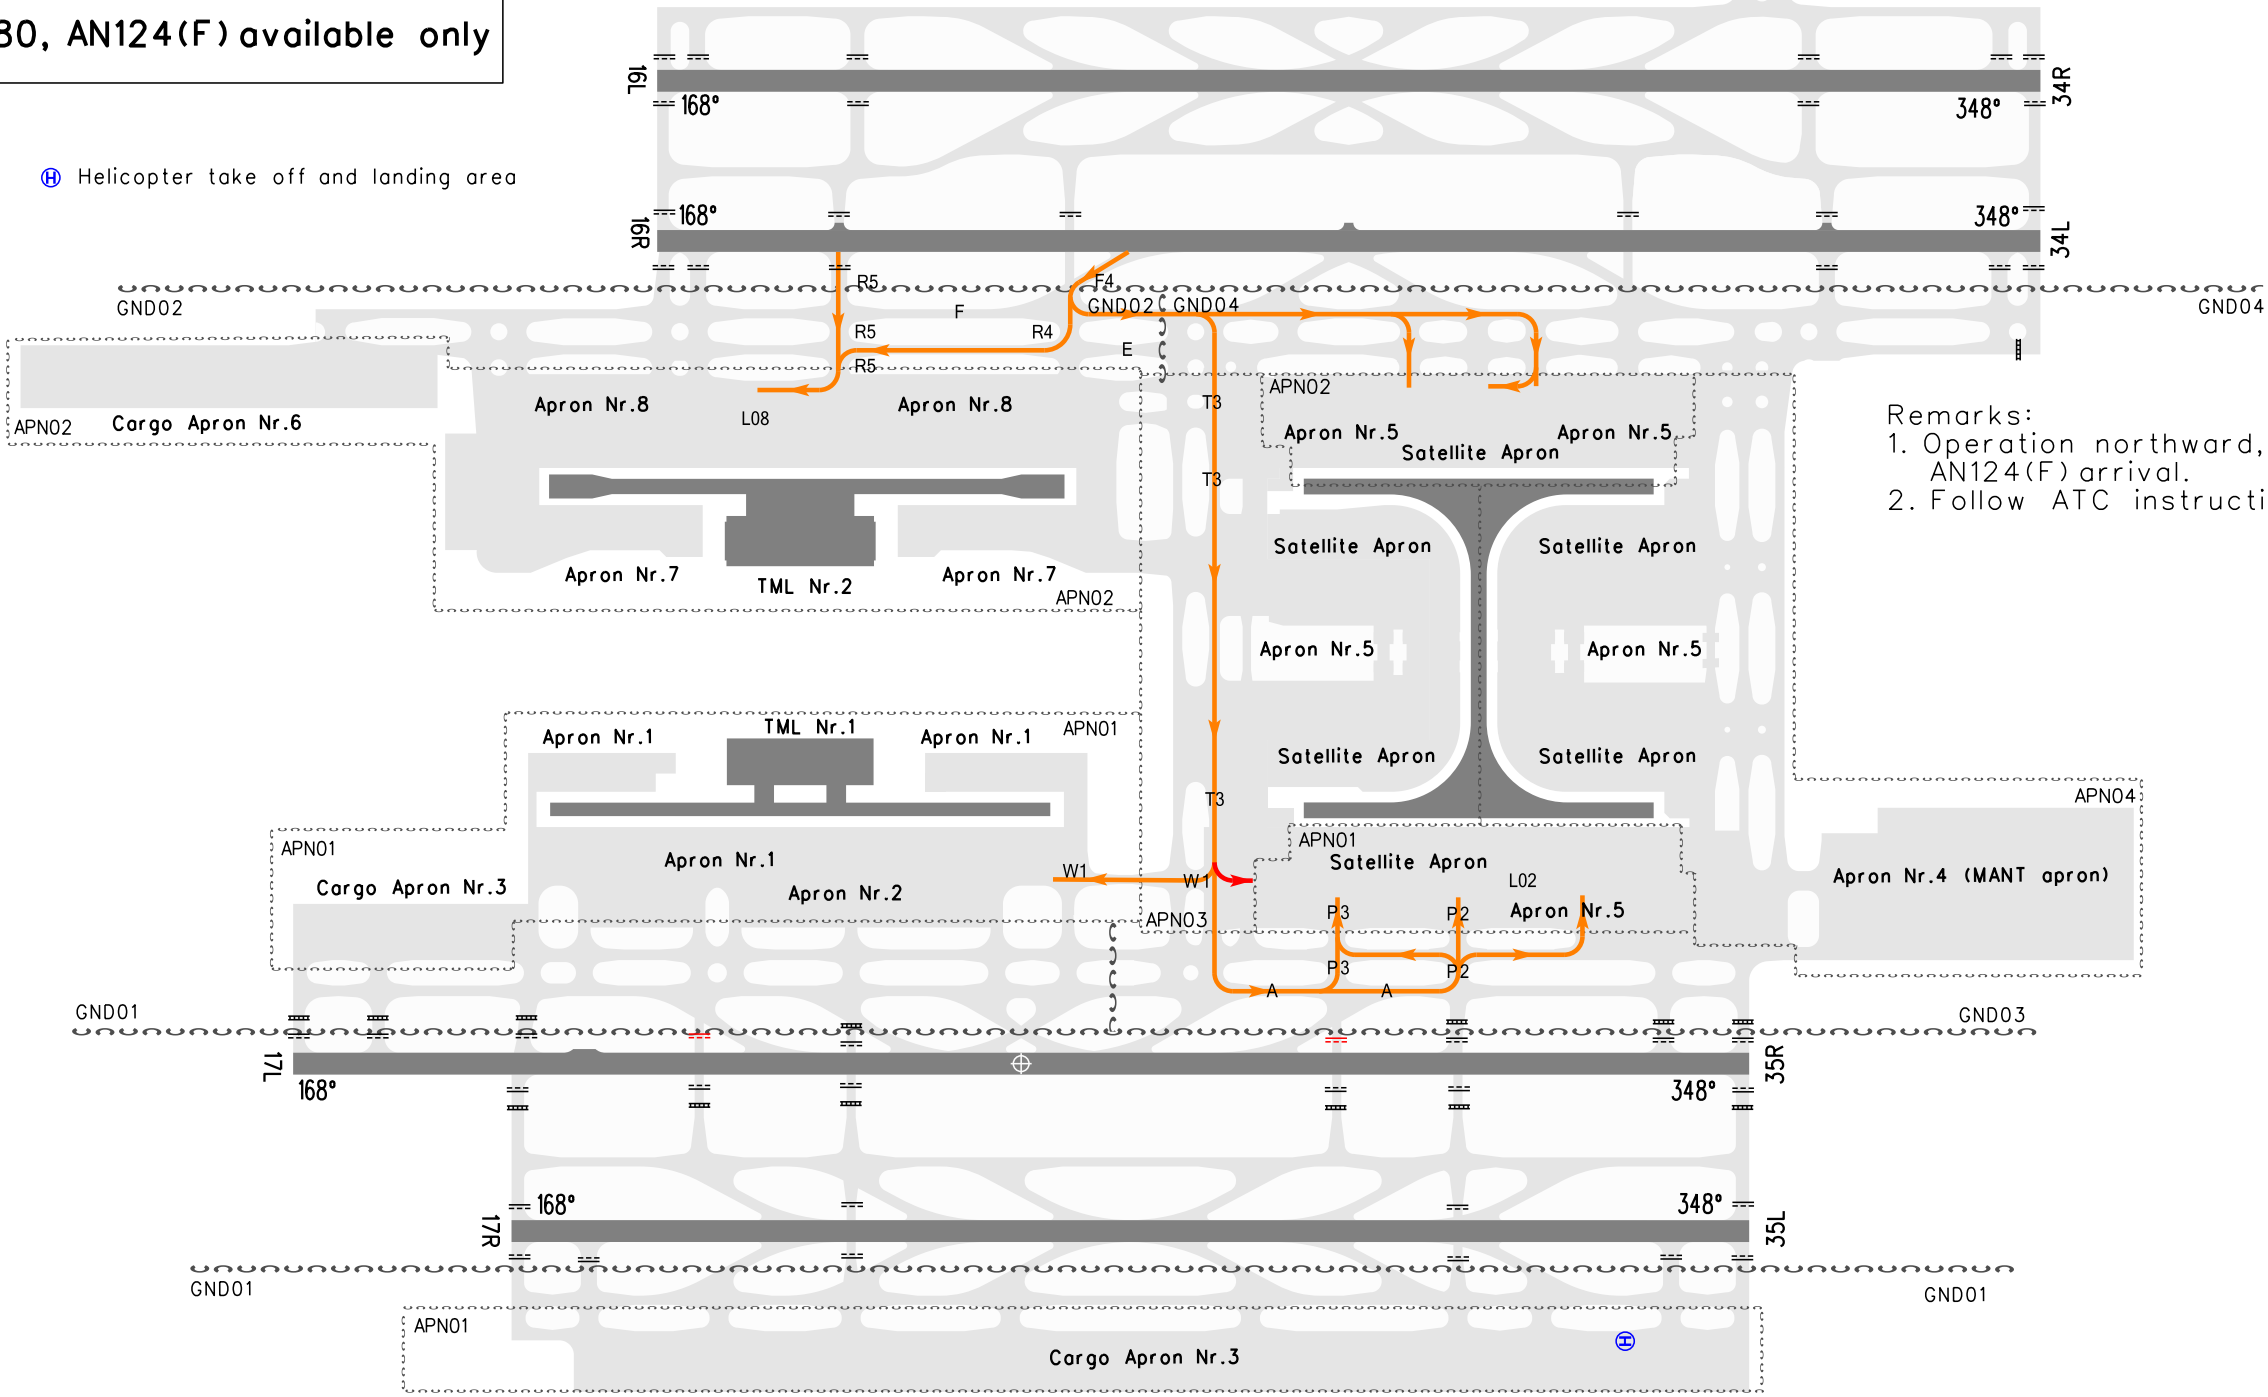 30, AN124(F) available only
16L
168°
348°
34R
Helicopter take off and landing area
16R
168°
348°
34L
GND02
R5
F4
F
GND02
GND04
GND04
R5
R4
E
R5
APN02
Cargo Apron Nr.6
Apron Nr.8
L08
Apron Nr.8
T3
APN02
Apron Nr.5
Apron Nr.5
Satellite Apron
Remarks:
1. Operation northward,
AN124(F) arrival.
2. Follow ATC instructi
T3
Satellite Apron
Satellite Apron
Apron Nr.7
TML Nr.2
Apron Nr.7
APN02
Apron Nr.5
Apron Nr.5
Apron Nr.1
TML Nr.1
Apron Nr.1
APN01
Satellite Apron
Satellite Apron
T3
APN04
APN01
Cargo Apron Nr.3
Apron Nr.1
Apron Nr.2
W1
W1
APN01
Satellite Apron
L02
Apron Nr.5
Apron Nr.4 (MANT apron)
APN03
P3
P2
P3
P2
A
A
GND01
GND03
17L
168°
348°
35R
17R
168°
348°
35L
GND01
GND01
APN01
H
H
Cargo Apron Nr.3